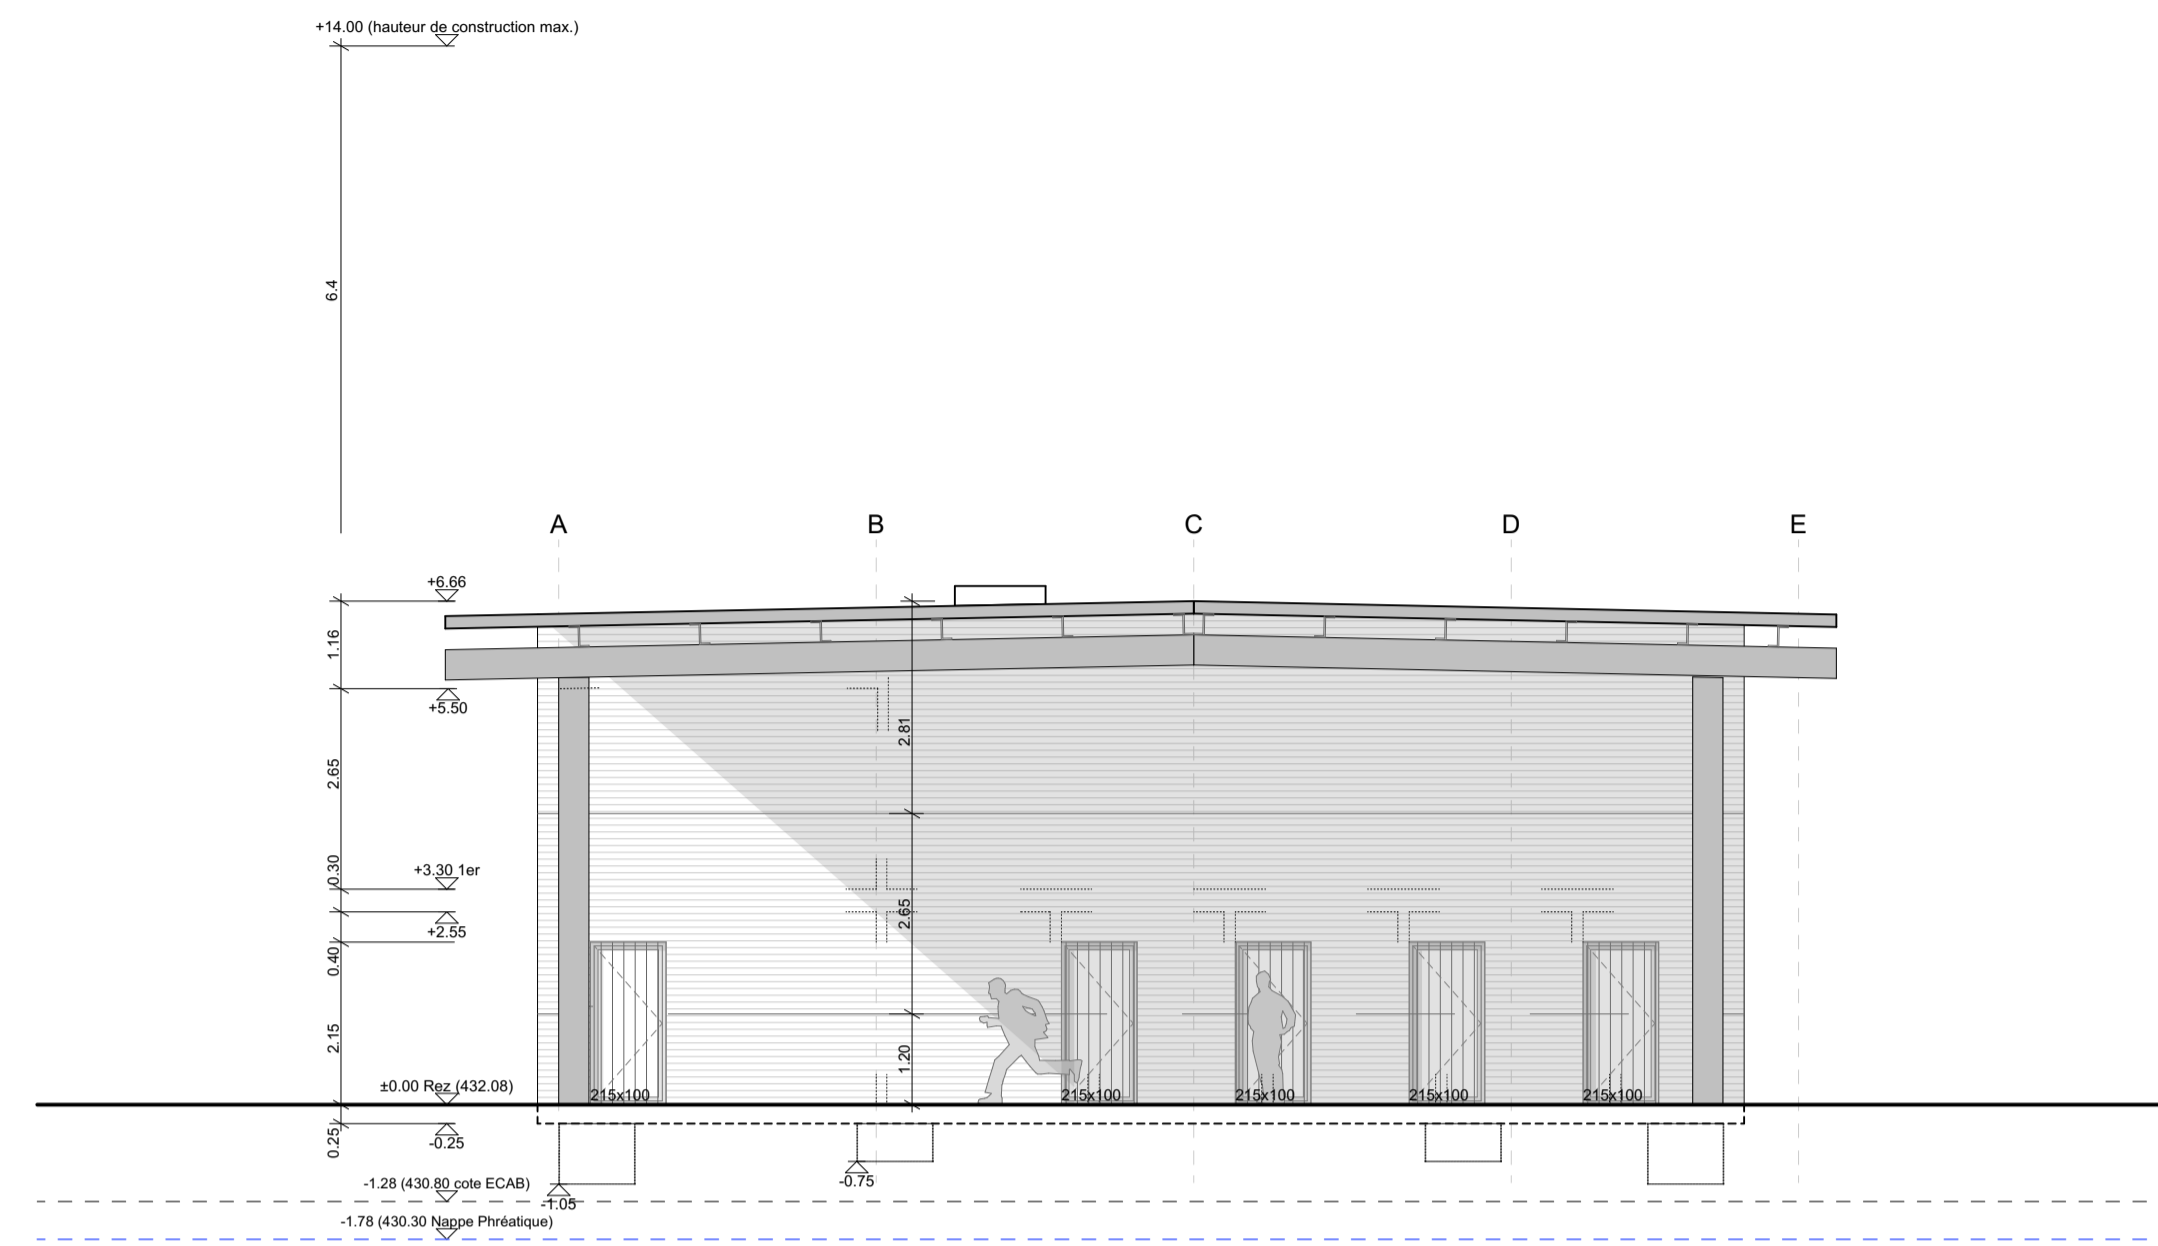 +14.00 (hauteur de construction max.)
6.4
A B C D E
+6.66
1.16
+5.50
2.81
2.65
0.30
+3.30 1er
2.65
+2.55
0.40
2.15
1.20
±0.00 Rez (432.08)
215x100 215x100 215x100 215x100 215x100
0.25
-0.25
-0.75
-1.28 (430.80 cote ECAB)
-1.05
-1.78 (430.30 Nappe Phréatique)